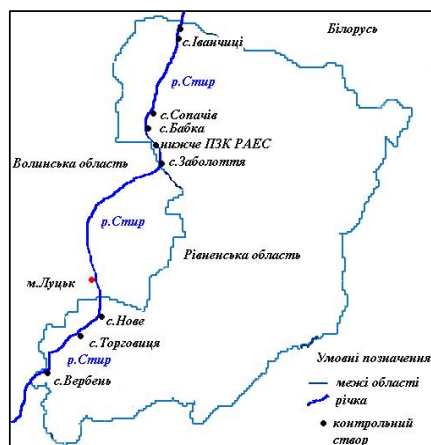 Білорусь
с.Іванчиці
р.Стир
с.Сопачів
с.Бабка
нижче ПЗК РАЕС
Волинська область
с.Заболоття
р.Стир
Рівненська область
м.Луцьк
с.Нове
с.Торговиця
р.Стир
с.Вербень
Умовні позначення
межі області
річка
контрольний
створ